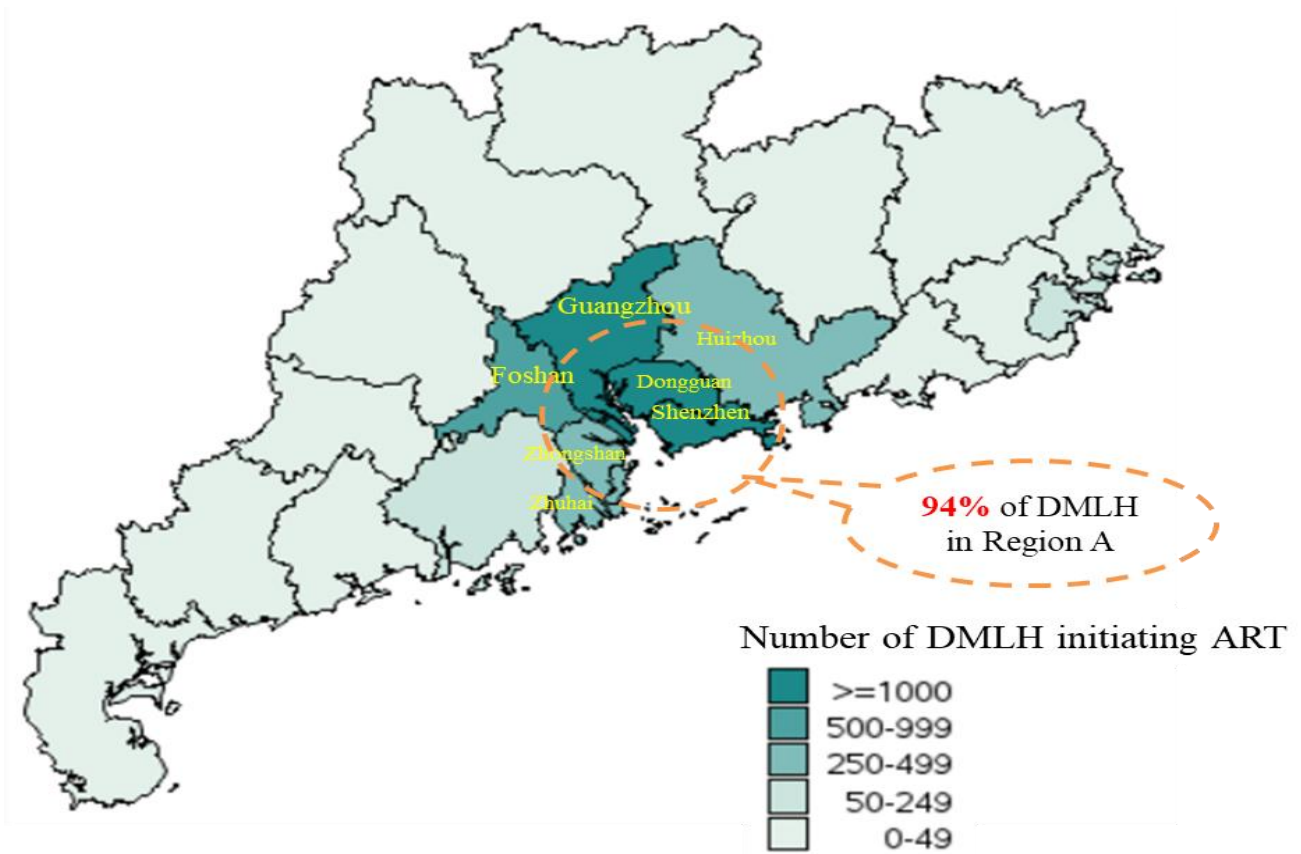 Guangzhou
Huizhou
Foshan
Dongguan
Shenzhen
Zhongshan
Zhuhai
94% of DMLH
in Region A
Number of DMLH initiating ART
>=1000
500-999
250-499
50-249
0-49